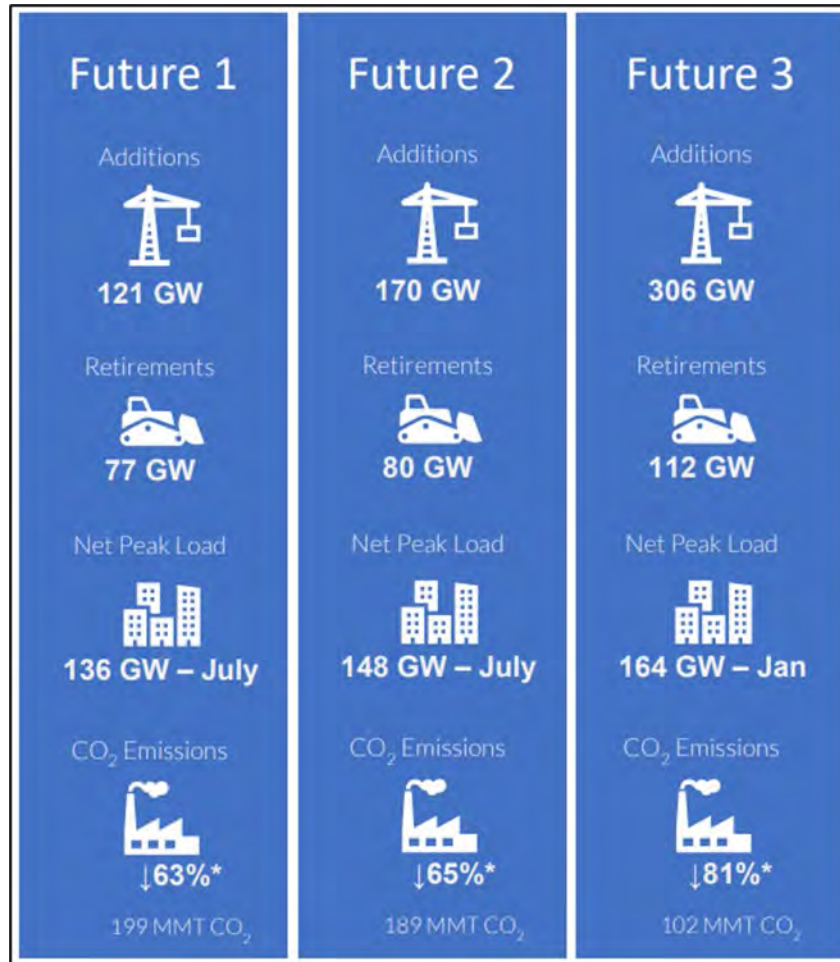 Future 1
Additions
121 GW
Retirements
77 GW
Net Peak Load
136 GW – July
CO₂ Emissions
↓63%*
199 MMT CO₂
Future 2
Additions
170 GW
Retirements
80 GW
Net Peak Load
148 GW – July
CO₂ Emissions
↓65%*
189 MMT CO₂
Future 3
Additions
306 GW
Retirements
112 GW
Net Peak Load
164 GW – Jan
CO₂ Emissions
↓81%*
102 MMT CO₂